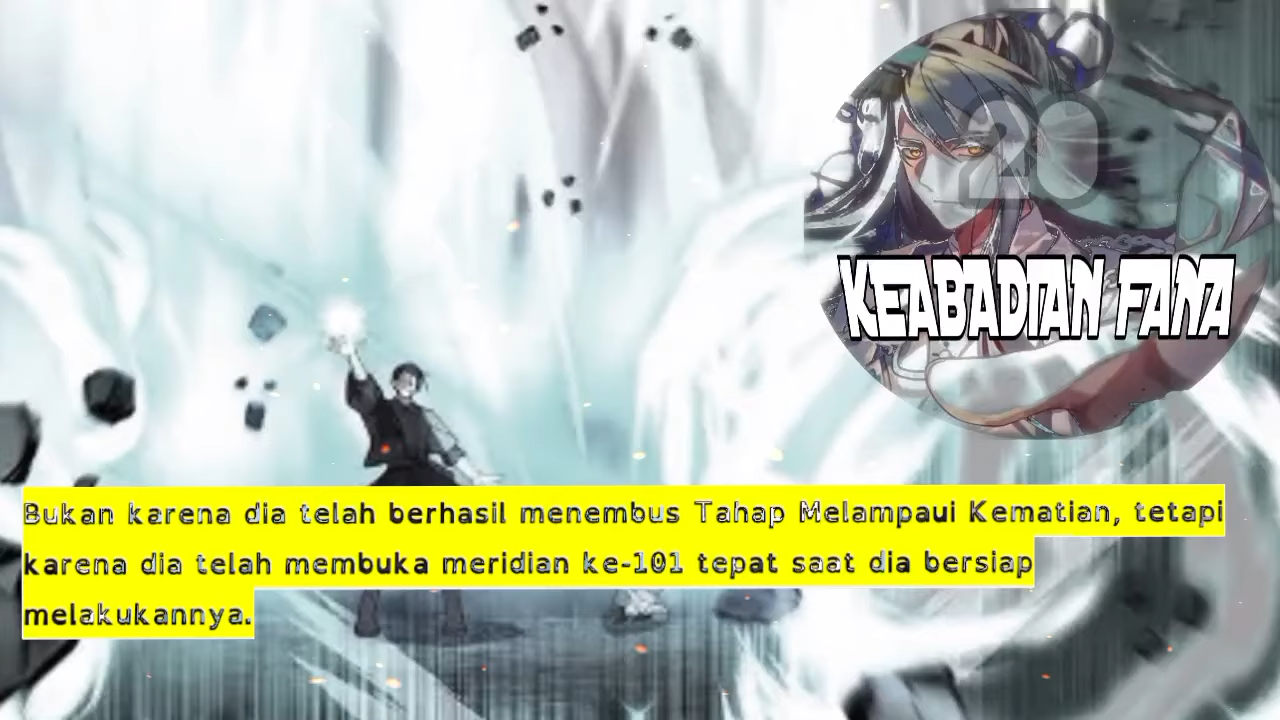 20
KEABADIAN FANA
Bukan karena dia telah berhasil menembus Tahap Melampaui Kematian, tetapi
karena dia telah membuka meridian ke-101 tepat saat dia bersiap
melakukannya.